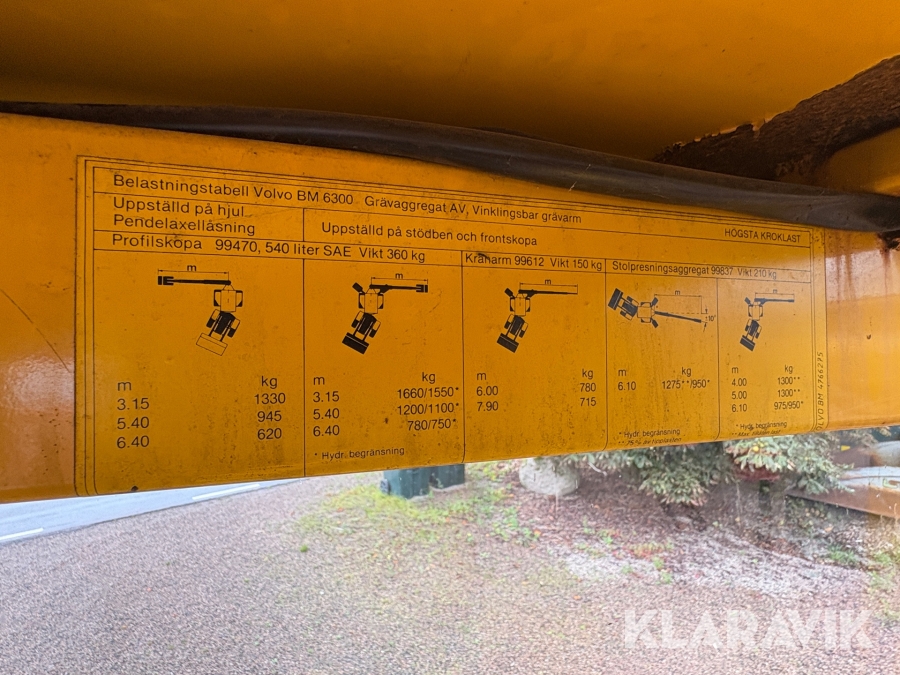 Belastningstabell Volvo BM 6300 Grävaggregat AV, Vinklingsbar grävarm
Uppställd på hjul
Pendelaxellåsning
Uppställd på stödben och frontskopa
HÖGSTA KROKLAST
Profilskopa 99470, 540 liter SAE Vikt 360 kg
Kranarm 99612 Vikt 150 kg
Stolpresningsaggregat 99837 Vikt 210 kg
m
m kg
3.15 1330
5.40 945
6.40 620
m
m kg
3.15 1660/1550*
5.40 1200/1100*
6.40 780/750*
* Hydr. begränsning
m
m kg
6.00 780
7.90 715
m
10°
m kg
6.10 1275**/950*
* Hydr. begränsning
m
m kg
4.00 1300**
5.00 1300*
6.10 975/950*
* Hydr. begränsning
VOLVO BM 4766275
KLARAVIK